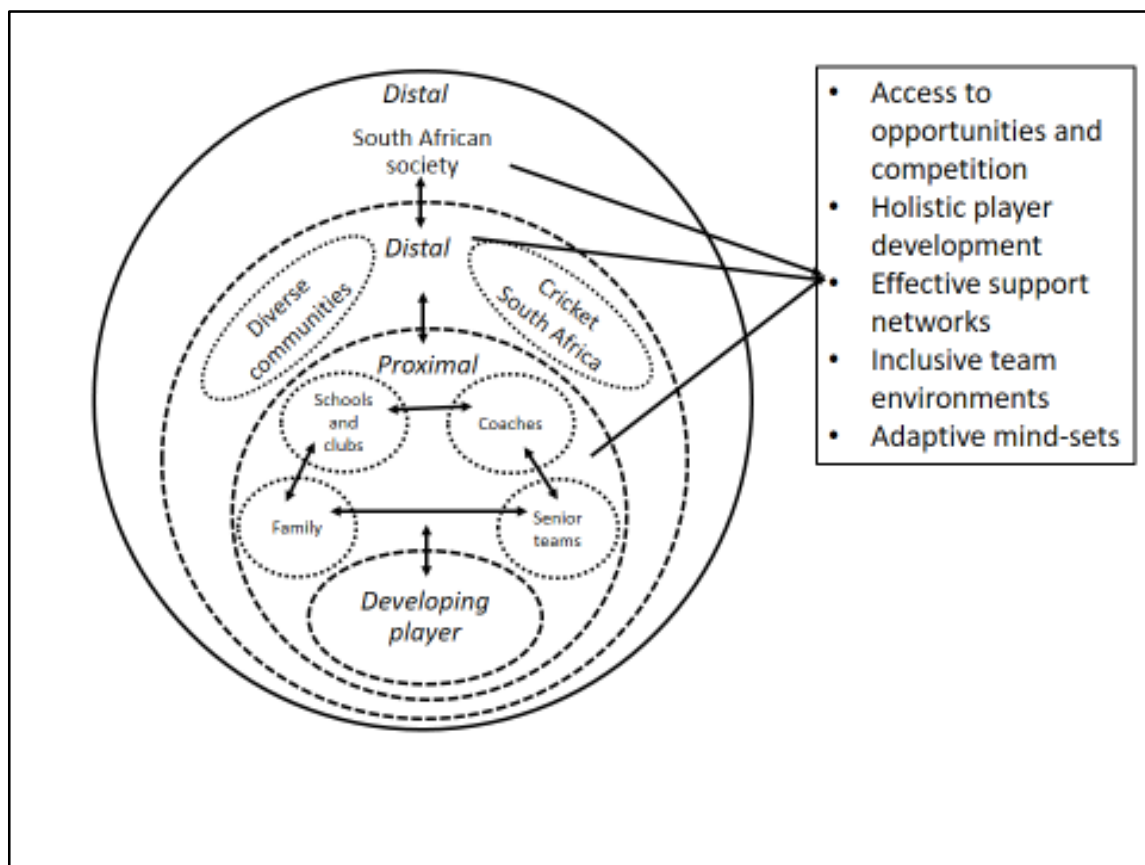 Distal
South African
society
Distal
Diverse
communities
Cricket
South Africa
Proximal
Schools
and
clubs
Coaches
Family
Senior
teams
Developing
player
• Access to
opportunities and
competition
• Holistic player
development
• Effective support
networks
• Inclusive team
environments
• Adaptive mind-sets